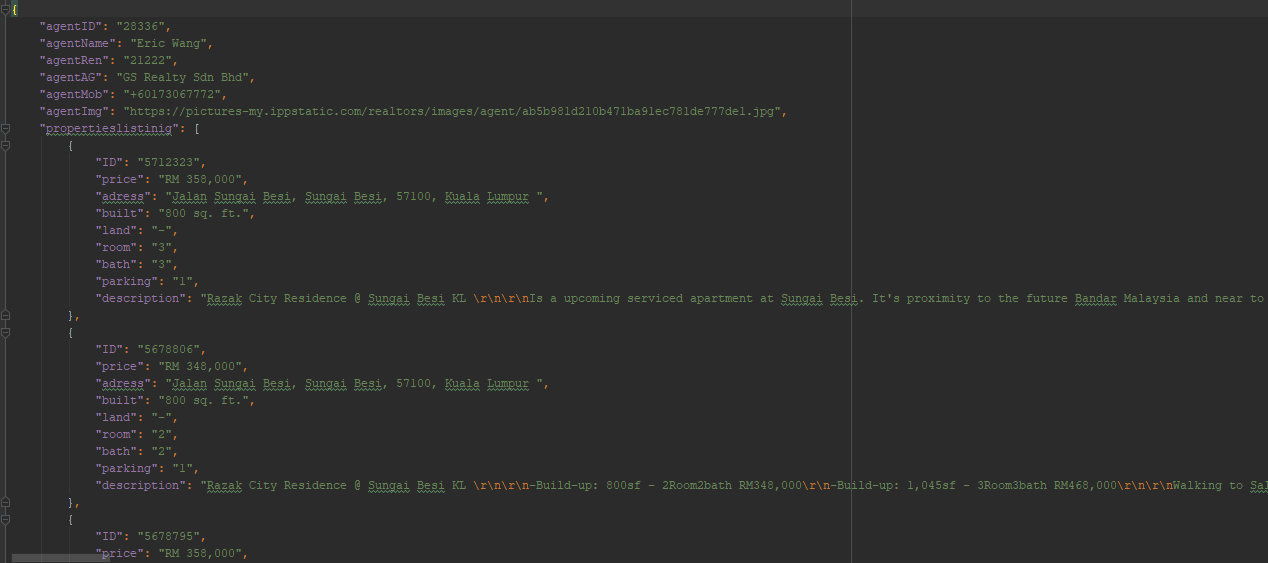 {
"agentID": "28336",
"agentName": "Eric Wang",
"agentRen": "21222",
"agentAG": "GS Realty Sdn Bhd",
"agentMob": "+60173067772",
"agentImg": "https://pictures-my.ippstatic.com/realtors/images/agent/ab5b981d210b471ba91ec781de777de1.jpg",
"propertieslistinig": [
{
"ID": "5712323",
"price": "RM 358,000",
"adress": "Jalan Sungai Besi, Sungai Besi, 57100, Kuala Lumpur ",
"built": "800 sq. ft.",
"land": "-",
"room": "3",
"bath": "3",
"parking": "1",
"description": "Razak City Residence @ Sungai Besi KL \r\n\r\nIs a upcoming serviced apartment at Sungai Besi. It's proximity to the future Bandar Malaysia and near to
},
{
"ID": "5678806",
"price": "RM 348,000",
"adress": "Jalan Sungai Besi, Sungai Besi, 57100, Kuala Lumpur ",
"built": "800 sq. ft.",
"land": "-",
"room": "2",
"bath": "2",
"parking": "1",
"description": "Razak City Residence @ Sungai Besi KL \r\n\r\n-Build-up: 800sf - 2Room2bath RM348,000\r\n-Build-up: 1,045sf - 3Room3bath RM468,000\r\n\r\nWalking to Sal
},
{
"ID": "5678795",
"price": "RM 358,000",